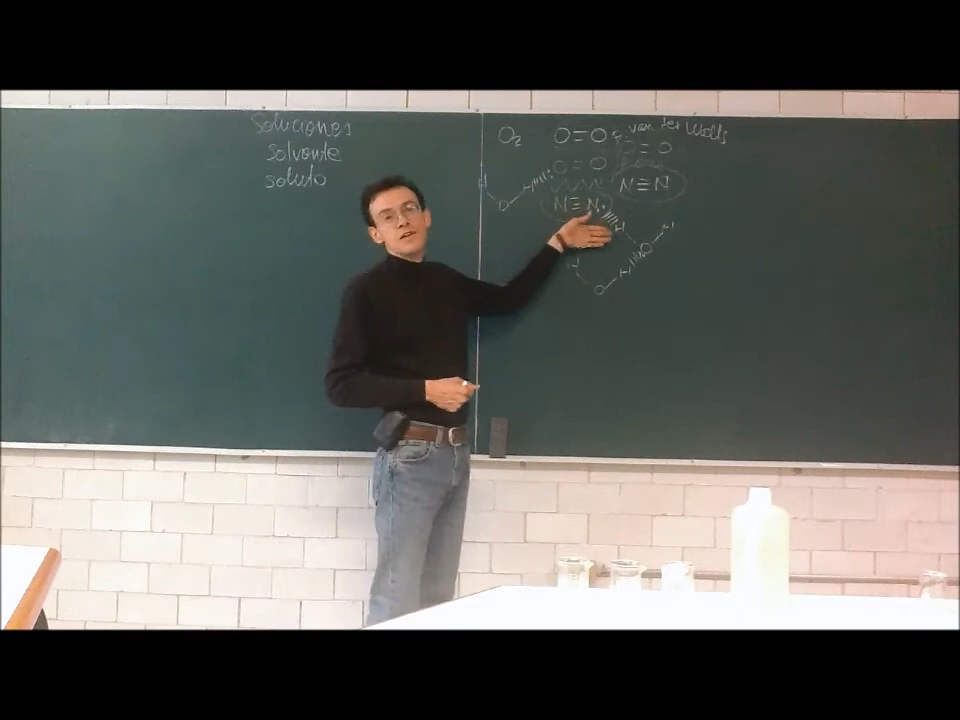 Soluciones
Solvente
soluto
O₂ O=O van der Walls
O=O O=O
N≡N N≡N
H O H
H O H
H O H